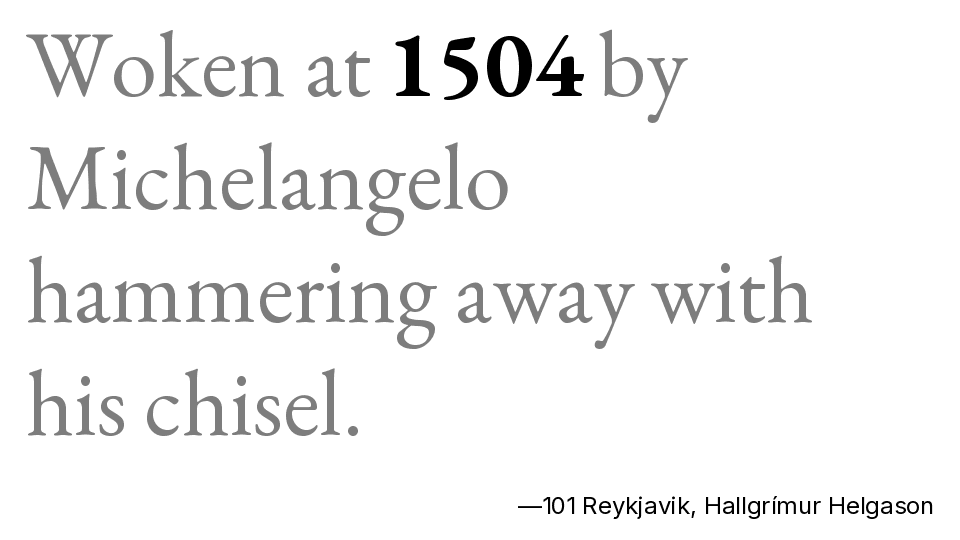 Woken at 1504 by
Michelangelo
hammering away with
his chisel.
—101 Reykjavik, Hallgrímur Helgason